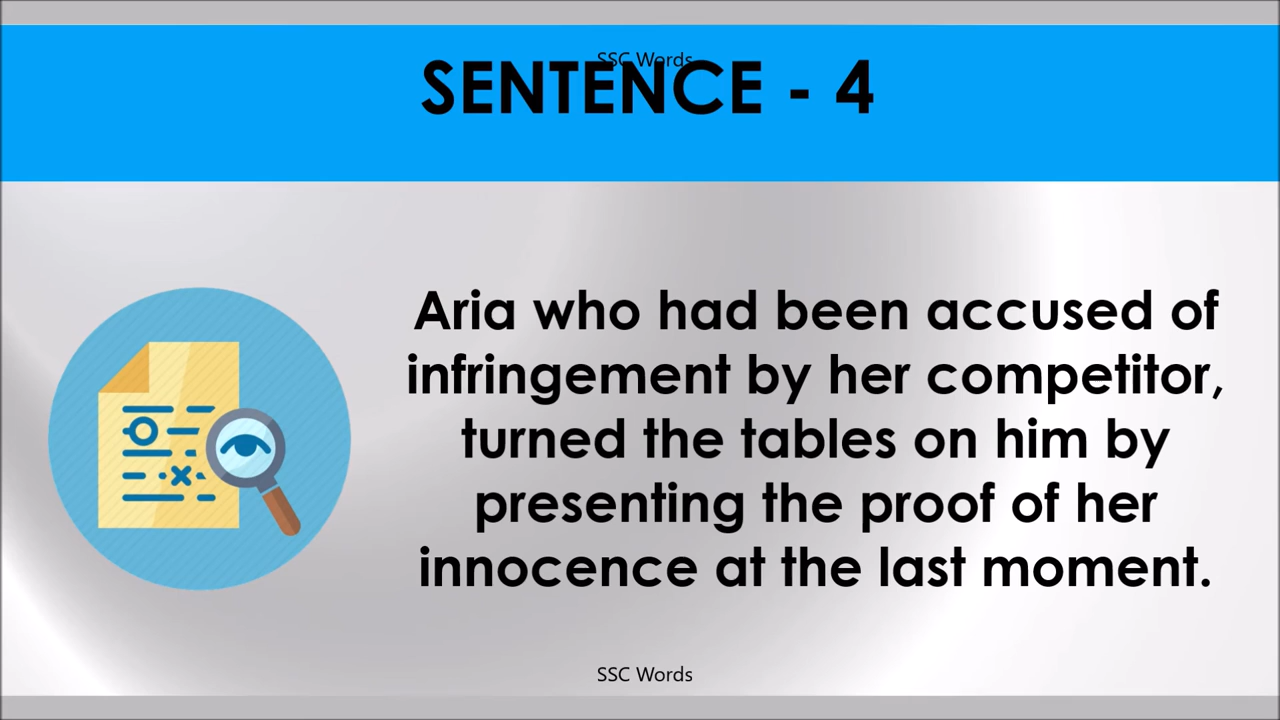 SSC Words
SENTENCE - 4
Aria who had been accused of
infringement by her competitor,
turned the tables on him by
presenting the proof of her
innocence at the last moment.
SSC Words